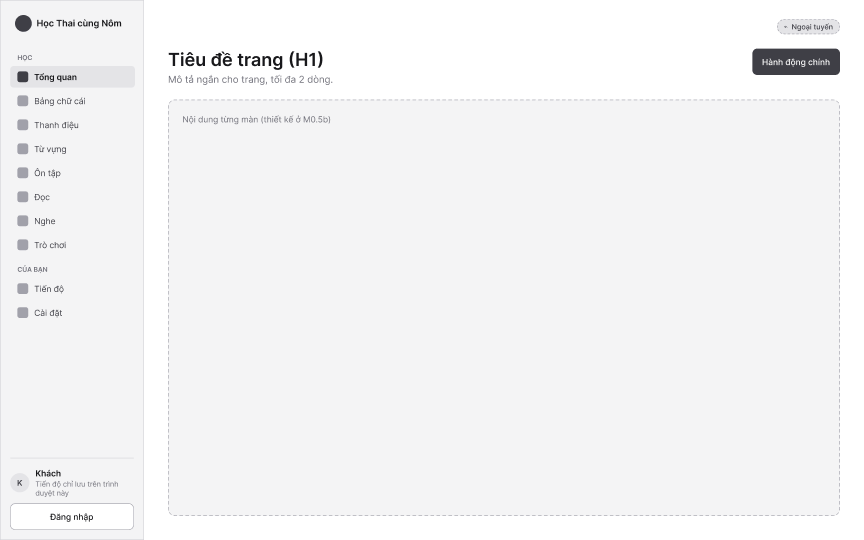 Học Thai cùng Nôm
HỌC
Tổng quan
Bảng chữ cái
Thanh điệu
Từ vựng
Ôn tập
Đọc
Nghe
Trò chơi
CỦA BẠN
Tiến độ
Cài đặt
K
Khách
Tiến độ chỉ lưu trên trình
duyệt này
Đăng nhập
Ngoại tuyến
Tiêu đề trang (H1)
Mô tả ngắn cho trang, tối đa 2 dòng.
Hành động chính
Nội dung từng màn (thiết kế ở M0.5b)